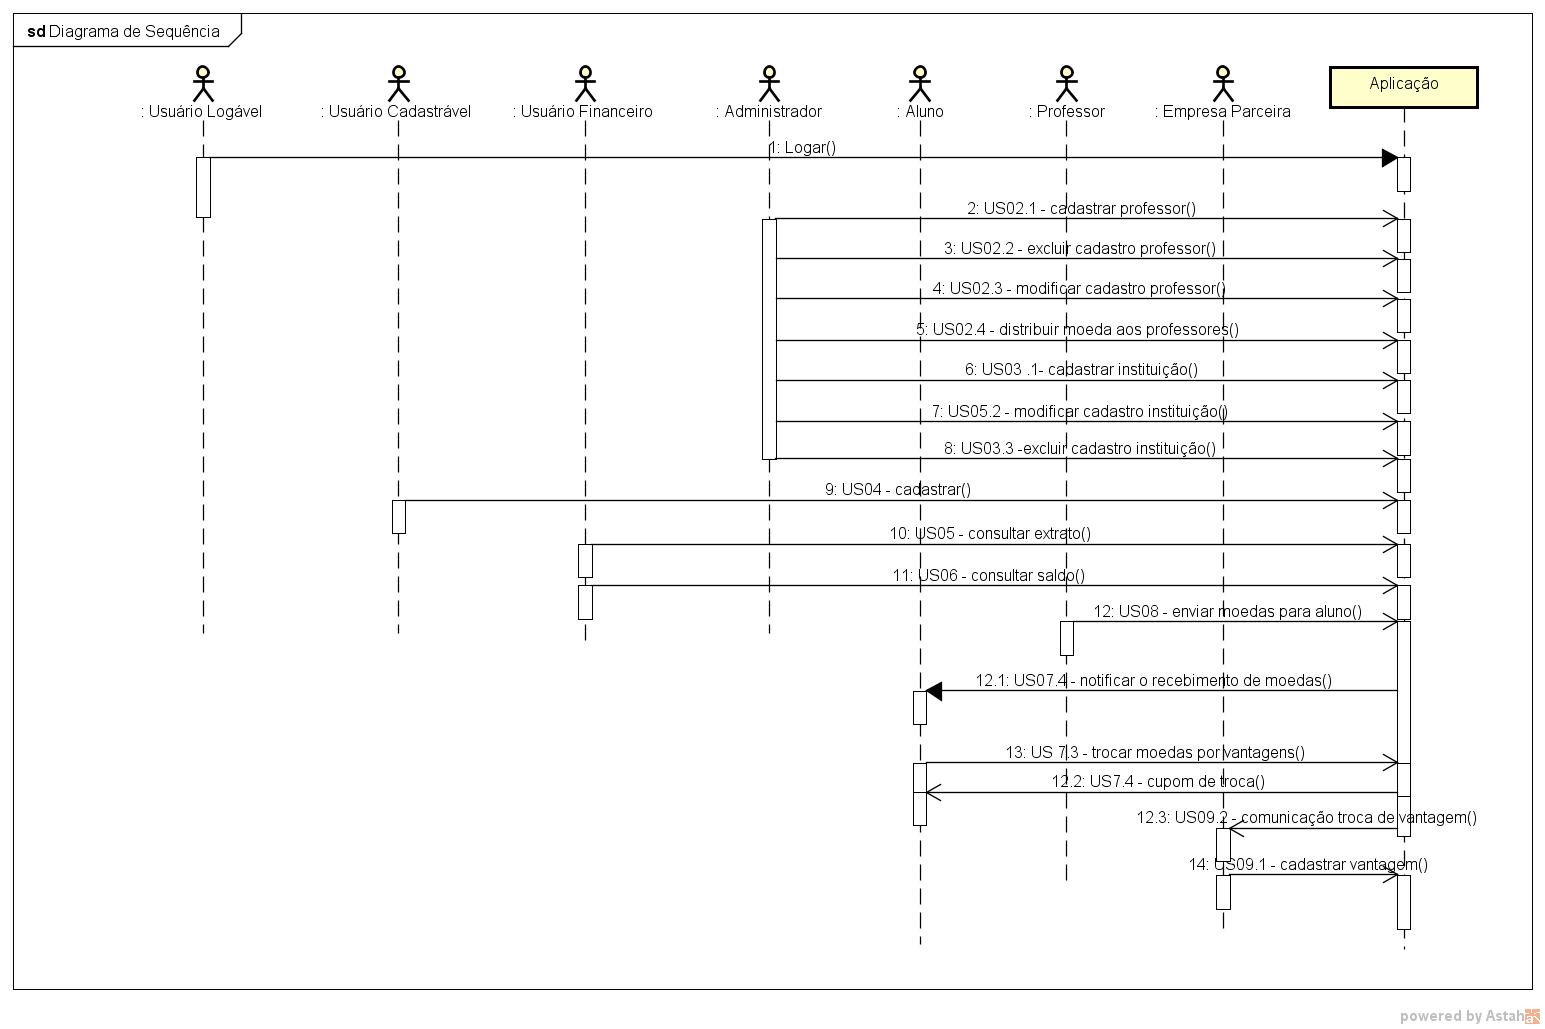 sd Diagrama de Sequência
: Usuário Logável
: Usuário Cadastrável
: Usuário Financeiro
: Administrador
: Aluno
: Professor
: Empresa Parceira
Aplicação
1: Logar()
2: US02.1 - cadastrar professor()
3: US02.2 - excluir cadastro professor()
4: US02.3 - modificar cadastro professor()
5: US02.4 - distribuir moeda aos professores()
6: US03 .1- cadastrar instituição()
7: US05.2 - modificar cadastro instituição()
8: US03.3 -excluir cadastro instituição()
9: US04 - cadastrar()
10: US05 - consultar extrato()
11: US06 - consultar saldo()
12: US08 - enviar moedas para aluno()
12.1: US07.4 - notificar o recebimento de moedas()
13: US 7.3 - trocar moedas por vantagens()
12.2: US7.4 - cupom de troca()
12.3: US09.2 - comunicação troca de vantagem()
14: US09.1 - cadastrar vantagem()
powered by Astah